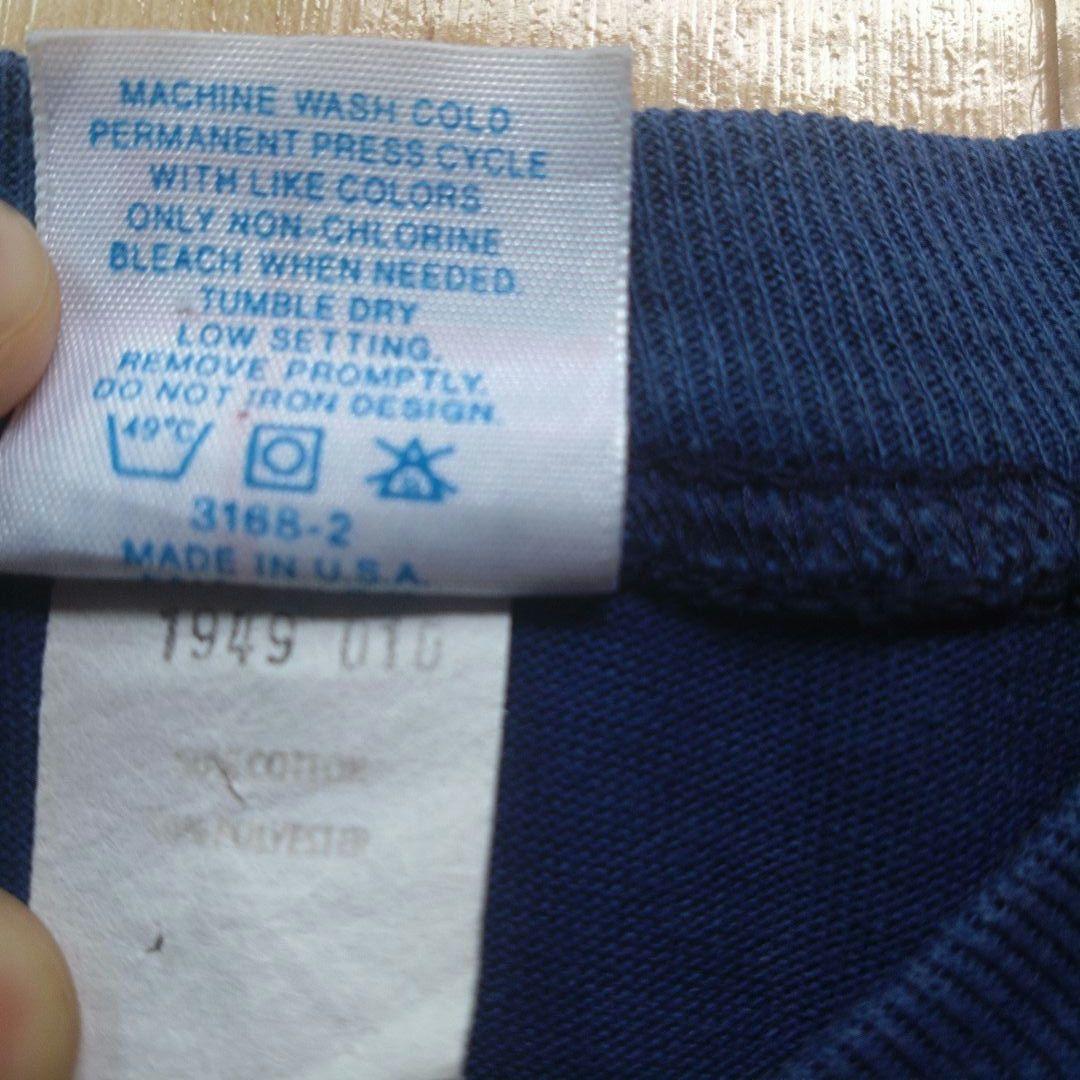 MACHINE WASH COLD
PERMANENT PRESS CYCLE
WITH LIKE COLORS
ONLY NON-CHLORINE
BLEACH WHEN NEEDED.
TUMBLE DRY
LOW SETTING.
REMOVE PROMPTLY.
DO NOT IRON DESIGN.
49°C
3168-2
MADE IN U.S.A.
1949
COTTON
POLYESTER